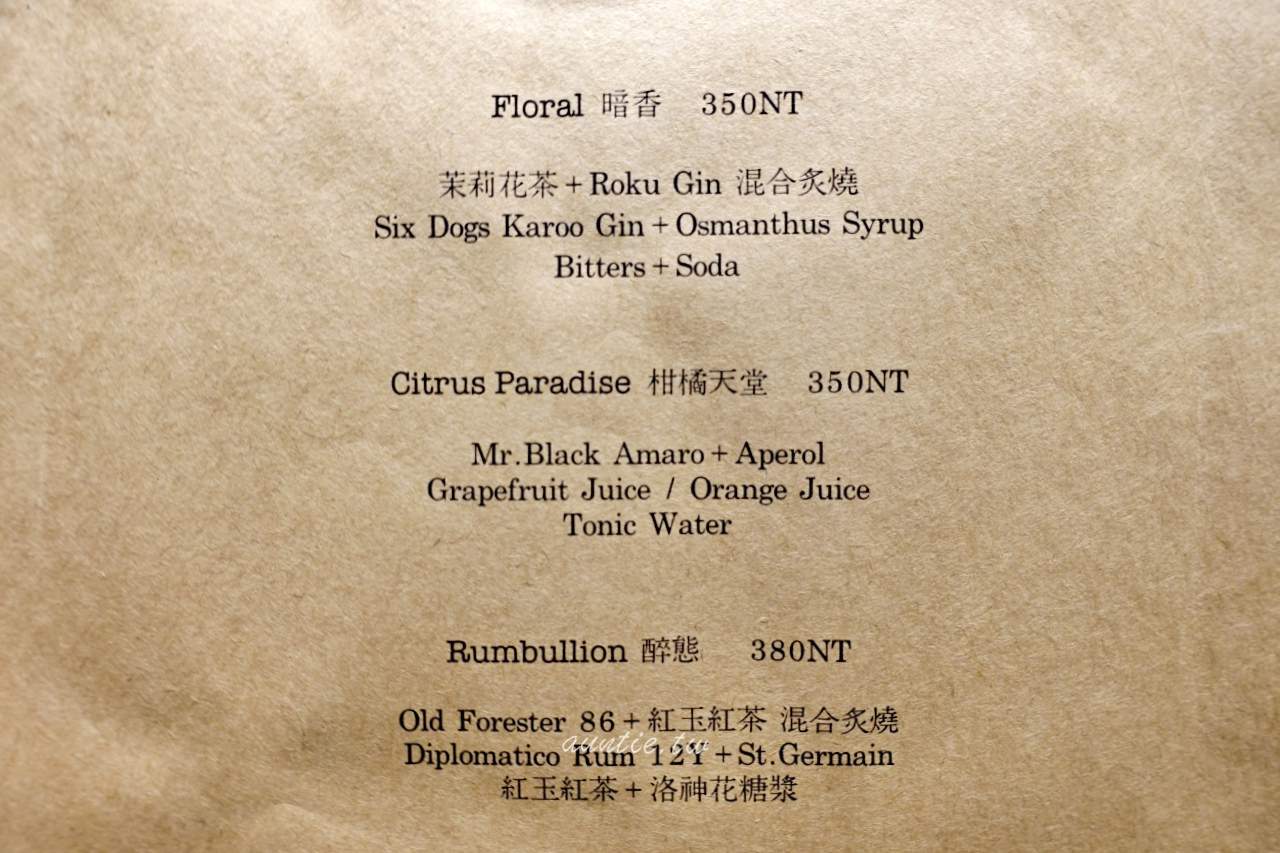 Floral 暗香 350NT
茉莉花茶+Roku Gin 混合炙燒
Six Dogs Karoo Gin+Osmanthus Syrup
Bitters+Soda
Citrus Paradise 柑橘天堂 350NT
Mr.Black Amaro+Aperol
Grapefruit Juice / Orange Juice
Tonic Water
Rumbullion 醉態 380NT
Old Forester 86+紅玉紅茶 混合炙燒
auntie.tw
Diplomatico Rum 12Y+St.Germain
紅玉紅茶+洛神花糖漿